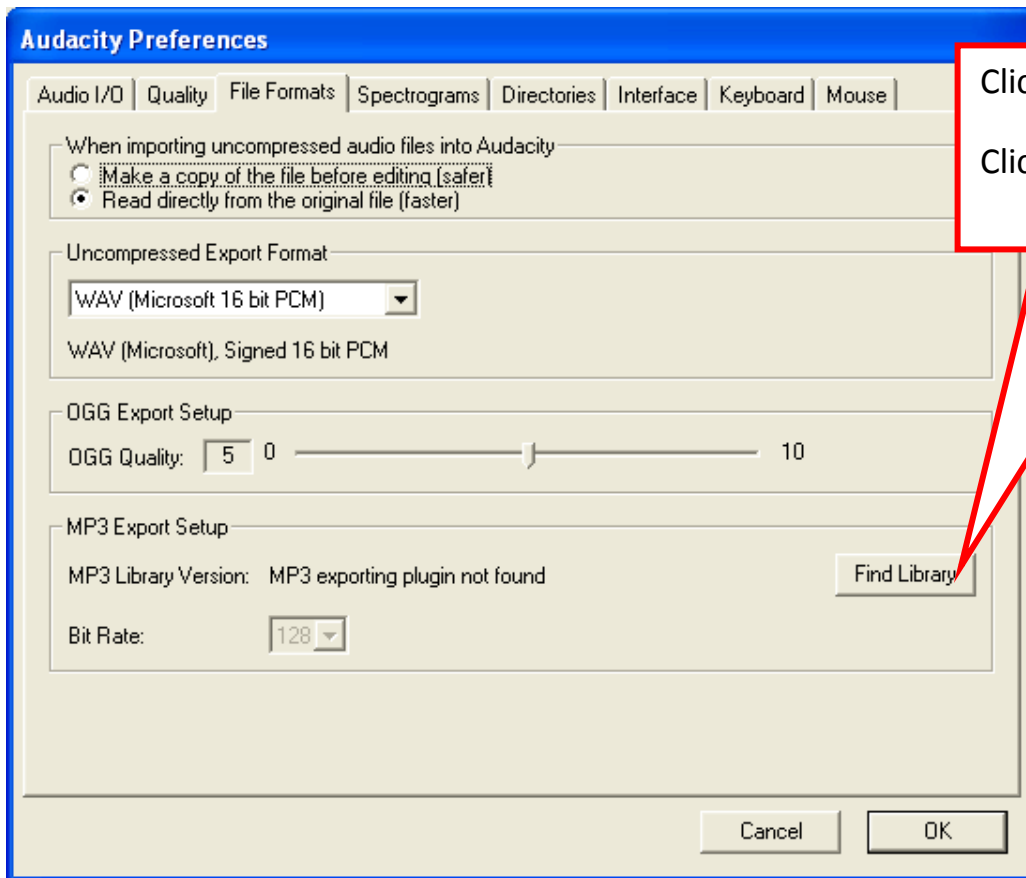 Audacity Preferences
Audio I/O Quality File Formats Spectrograms Directories Interface Keyboard Mouse
When importing uncompressed audio files into Audacity
Make a copy of the file before editing (safer)
Read directly from the original file (faster)
Uncompressed Export Format
WAV (Microsoft 16 bit PCM)
WAV (Microsoft), Signed 16 bit PCM
OGG Export Setup
OGG Quality: 5 0 10
MP3 Export Setup
MP3 Library Version: MP3 exporting plugin not found Find Library
Bit Rate: 128
Cancel OK